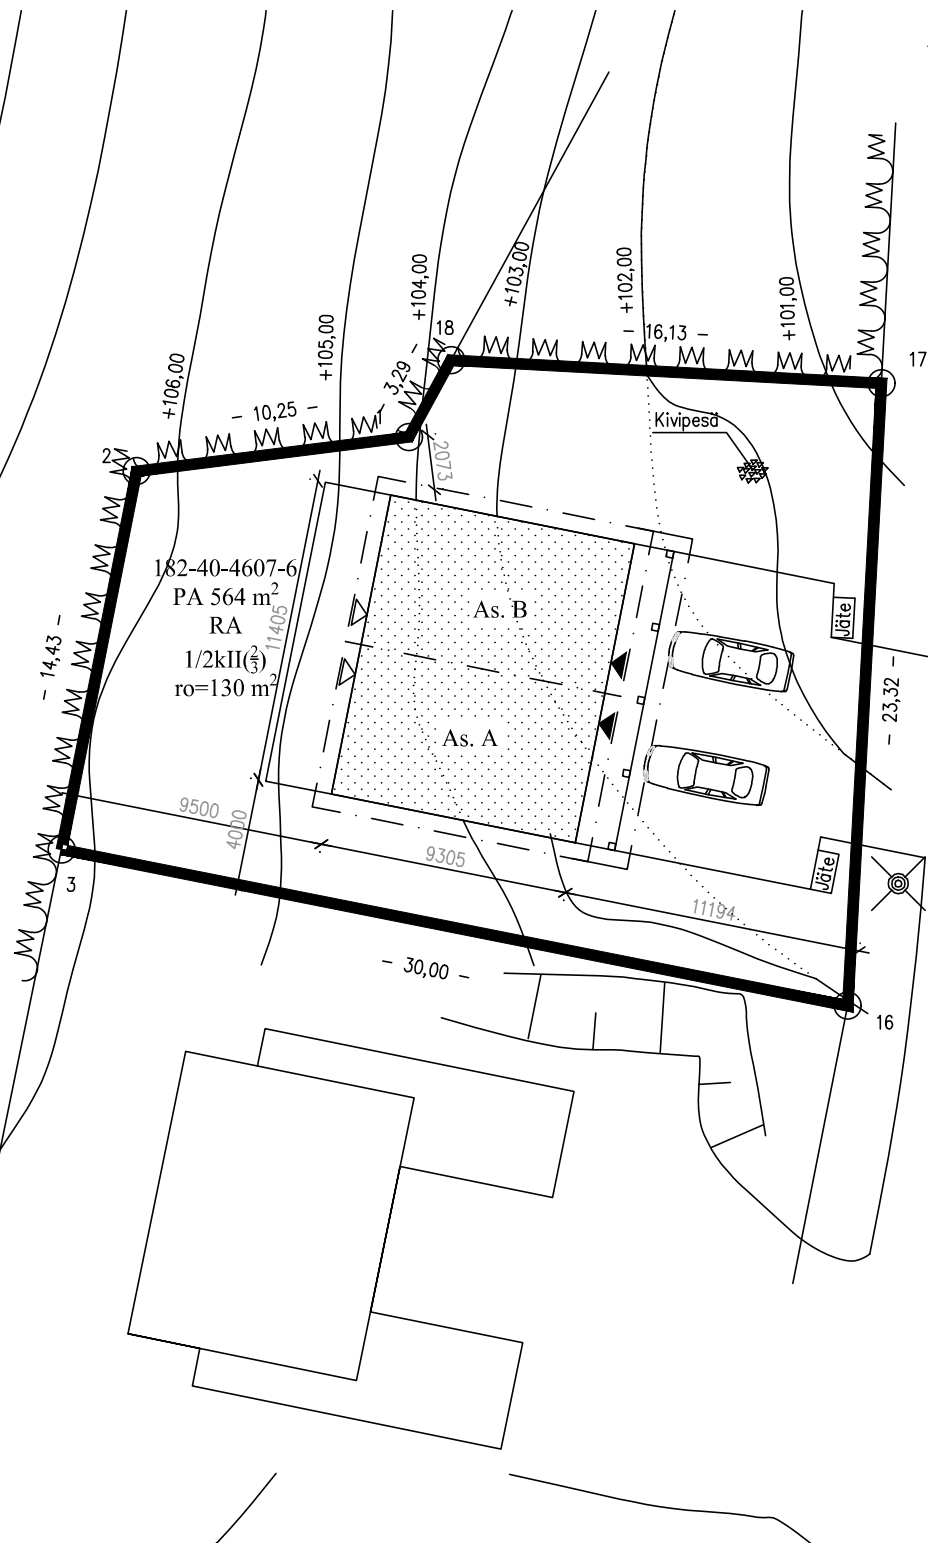 +104,00
+103,00
+102,00
+101,00
18
- 16,13 -
17
+105,00
+106,00
- 3,29 -
- 10,25 -
1
2
Kivipesä
2073
182-40-4607-6
PA 564 m²
RA
1/2kII(⅔)
ro=130 m²
11405
As. B
Jäte
- 14,43 -
- 23,32 -
As. A
9500
4000
9305
Jäte
3
11194
- 30,00 -
16